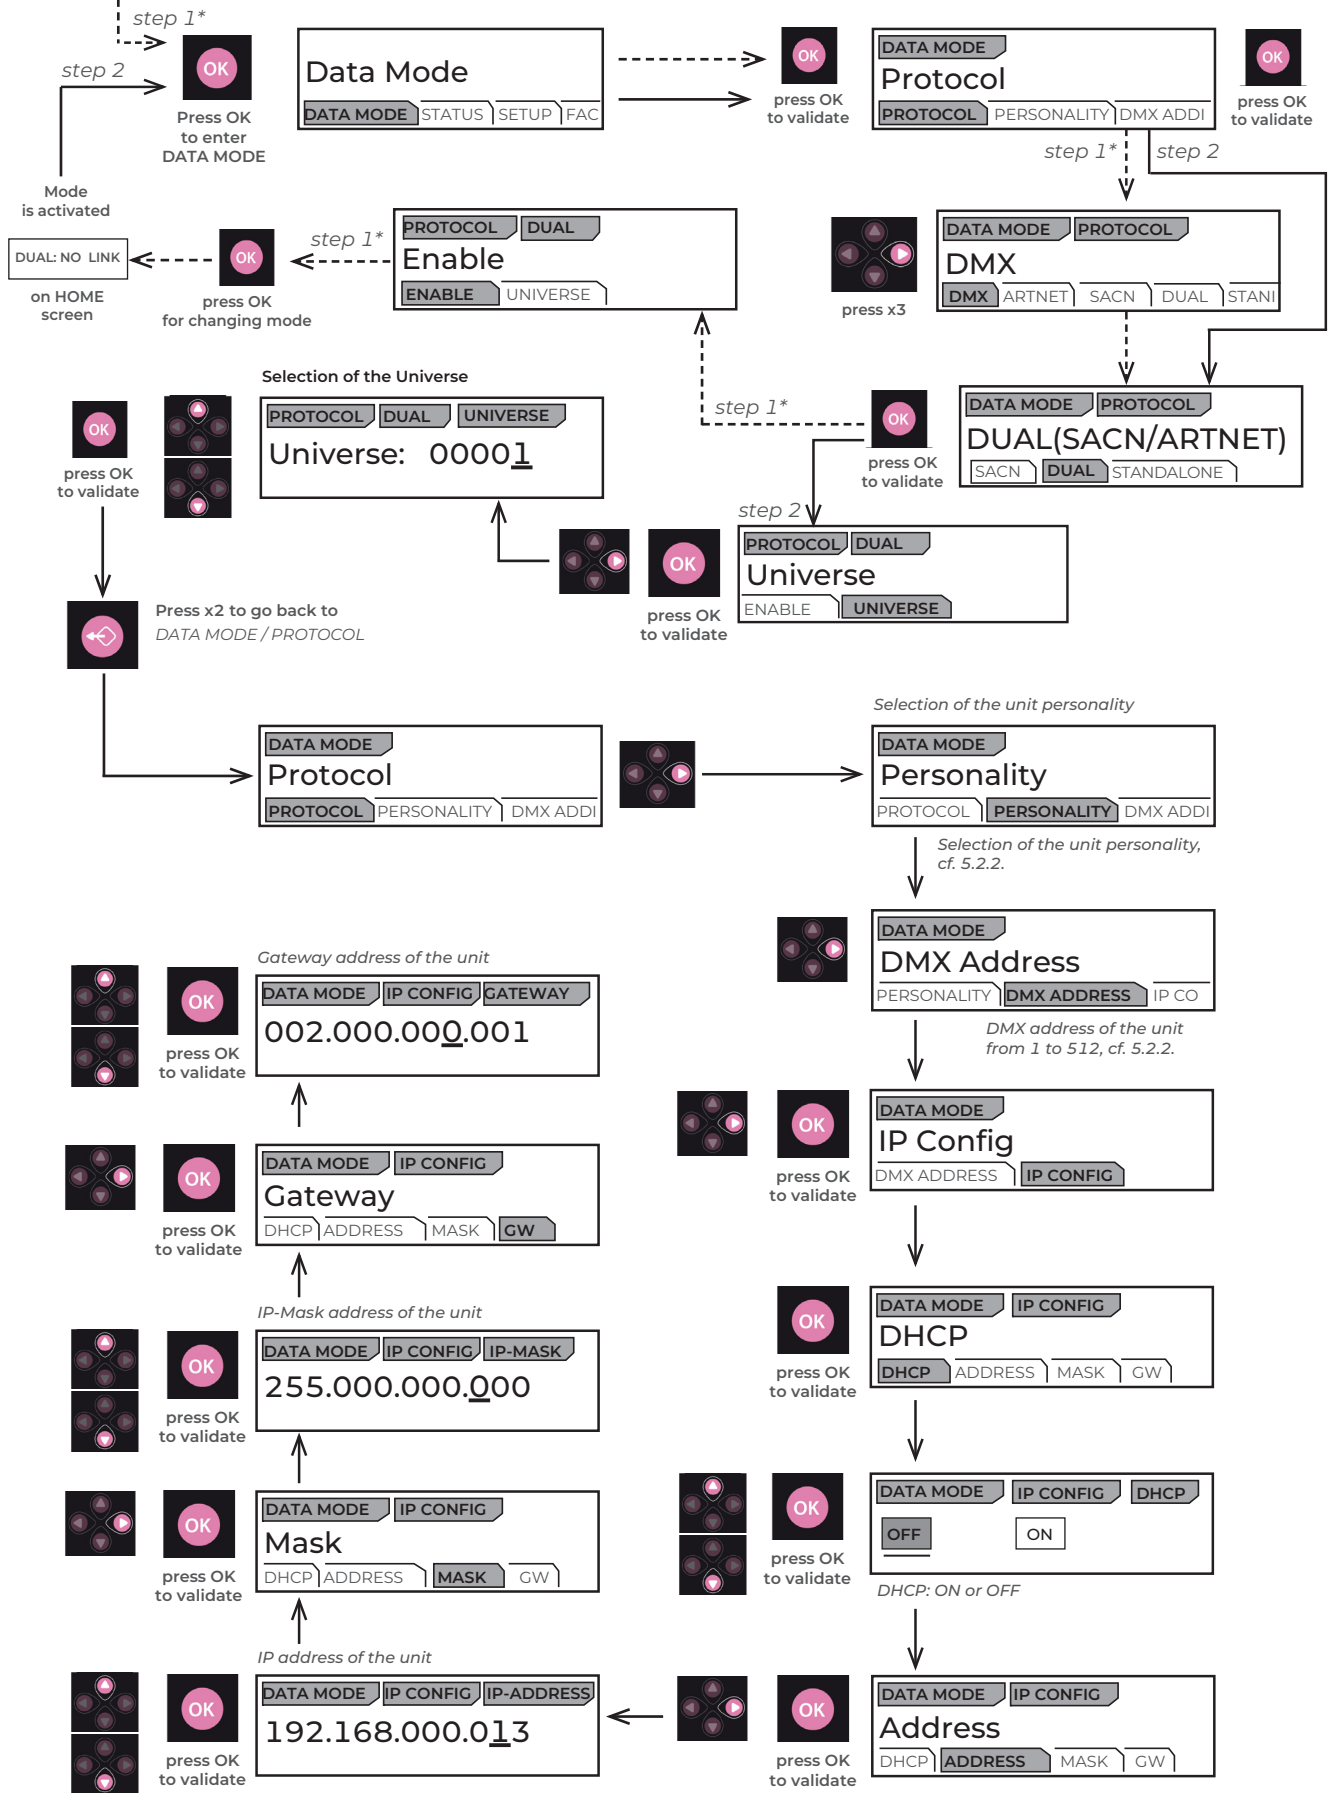 step 1*
step 2
OK
Press OK
to enter
DATA MODE
Data Mode
DATA MODE STATUS SETUP FAC
OK
press OK
to validate
DATA MODE
Protocol
PROTOCOL PERSONALITY DMX ADDI
OK
press OK
to validate
step 1* step 2
Mode
is activated
DUAL: NO LINK
on HOME
screen
OK
press OK
for changing mode
step 1*
PROTOCOL DUAL
Enable
ENABLE UNIVERSE
press x3
DATA MODE PROTOCOL
DMX
DMX ARTNET SACN DUAL STANI
DATA MODE PROTOCOL
DUAL(SACN/ARTNET)
SACN DUAL STANDALONE
OK
press OK
to validate
step 1*
step 2
PROTOCOL DUAL
Universe
ENABLE UNIVERSE
OK
press OK
to validate
Selection of the Universe
PROTOCOL DUAL UNIVERSE
Universe: 00001
OK
press OK
to validate
Press x2 to go back to
DATA MODE / PROTOCOL
DATA MODE
Protocol
PROTOCOL PERSONALITY DMX ADDI
Selection of the unit personality
DATA MODE
Personality
PROTOCOL PERSONALITY DMX ADDI
Selection of the unit personality,
cf. 5.2.2.
DATA MODE
DMX Address
PERSONALITY DMX ADDRESS IP CO
DMX address of the unit
from 1 to 512, cf. 5.2.2.
OK
press OK
to validate
DATA MODE
IP Config
DMX ADDRESS IP CONFIG
OK
press OK
to validate
DATA MODE IP CONFIG
DHCP
DHCP ADDRESS MASK GW
OK
press OK
to validate
DATA MODE IP CONFIG DHCP
OFF ON
DHCP: ON or OFF
OK
press OK
to validate
DATA MODE IP CONFIG
Address
DHCP ADDRESS MASK GW
IP address of the unit
OK
press OK
to validate
DATA MODE IP CONFIG IP-ADDRESS
192.168.000.013
OK
press OK
to validate
DATA MODE IP CONFIG
Mask
DHCP ADDRESS MASK GW
IP-Mask address of the unit
OK
press OK
to validate
DATA MODE IP CONFIG IP-MASK
255.000.000.000
OK
press OK
to validate
DATA MODE IP CONFIG
Gateway
DHCP ADDRESS MASK GW
Gateway address of the unit
OK
press OK
to validate
DATA MODE IP CONFIG GATEWAY
002.000.000.001